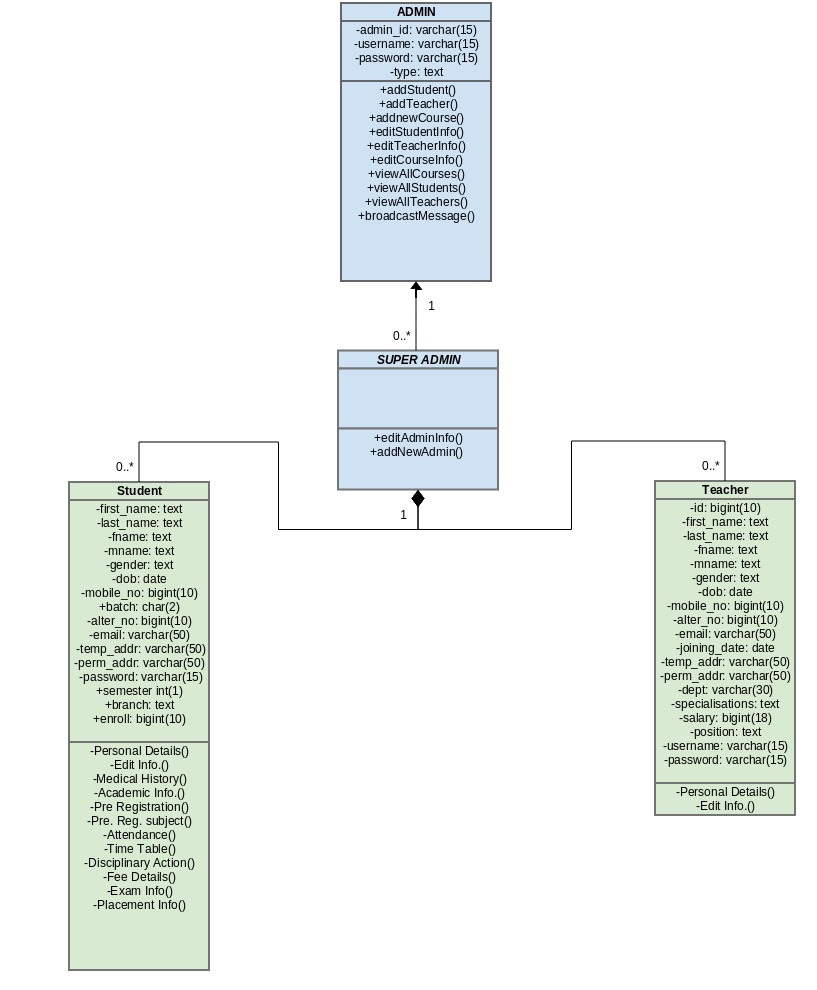 ADMIN
-admin_id: varchar(15)
-username: varchar(15)
-password: varchar(15)
-type: text
+addStudent()
+addTeacher()
+addnewCourse()
+editStudentInfo()
+editTeacherInfo()
+editCourseInfo()
+viewAllCourses()
+viewAllStudents()
+viewAllTeachers()
+broadcastMessage()
1
0..*
SUPER ADMIN
+editAdminInfo()
+addNewAdmin()
1
0..*
Student
-first_name: text
-last_name: text
-fname: text
-mname: text
-gender: text
-dob: date
-mobile_no: bigint(10)
+batch: char(2)
-alter_no: bigint(10)
-email: varchar(50)
-temp_addr: varchar(50)
-perm_addr: varchar(50)
-password: varchar(15)
+semester int(1)
+branch: text
+enroll: bigint(10)
-Personal Details()
-Edit Info.()
-Medical History()
-Academic Info.()
-Pre Registration()
-Pre. Reg. subject()
-Attendance()
-Time Table()
-Disciplinary Action()
-Fee Details()
-Exam Info()
-Placement Info()
0..*
Teacher
-id: bigint(10)
-first_name: text
-last_name: text
-fname: text
-mname: text
-gender: text
-dob: date
-mobile_no: bigint(10)
-alter_no: bigint(10)
-email: varchar(50)
-joining_date: date
-temp_addr: varchar(50)
-perm_addr: varchar(50)
-dept: varchar(30)
-specialisations: text
-salary: bigint(18)
-position: text
-username: varchar(15)
-password: varchar(15)
-Personal Details()
-Edit Info.()